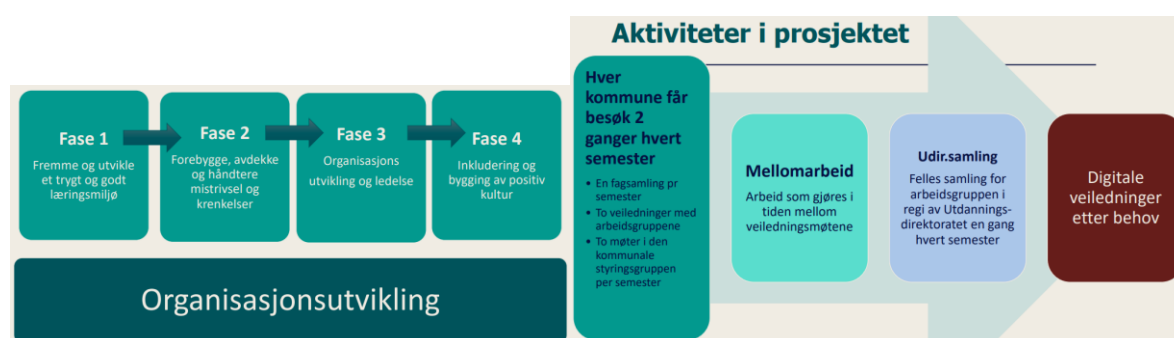 Fase 1
Fremme og utvikle
et trygt og godt
læringsmiljø
Fase 2
Forebygge, avdekke
og håndtere
mistrivsel og
krenkelser
Fase 3
Organisasjons
utvikling og ledelse
Fase 4
Inkludering og
bygging av positiv
kultur
Organisasjonsutvikling
Aktiviteter i prosjektet
Hver
kommune får
besøk 2
ganger hvert
semester
• En fagsamling pr
semester
• To veiledninger med
arbeidsgruppene
• To møter i den
kommunale
styringsgruppen
per semester
Mellomarbeid
Arbeid som gjøres i
tiden mellom
veiledningsmøtene
Udir.samling
Felles samling for
arbeidsgruppen i
regi av Utdannings-
direktoratet en gang
hvert semester
Digitale
veiledninger
etter behov